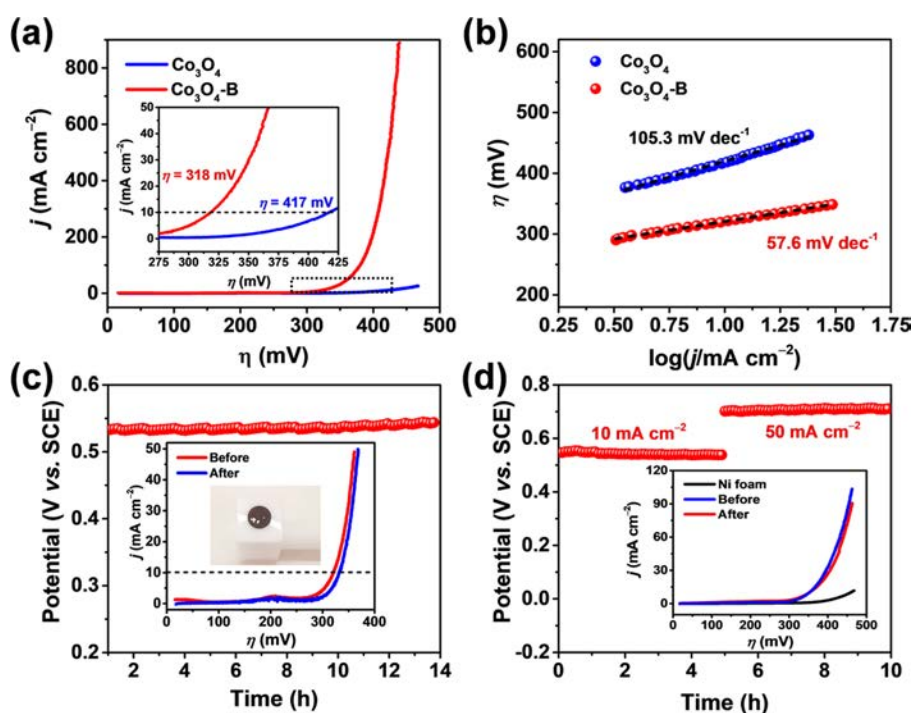 (a)
j (mA cm⁻²)
800
600
400
200
0
Co₃O₄
Co₃O₄-B
50
40
30
20
10
0
j (mA cm⁻²)
η = 318 mV
η = 417 mV
275 300 325 350 375 400 425
η (mV)
0 100 200 300 400 500
η (mV)
(b)
η (mV)
600
500
400
300
200
Co₃O₄
Co₃O₄-B
105.3 mV dec⁻¹
57.6 mV dec⁻¹
0.25 0.50 0.75 1.00 1.25 1.50 1.75
log(j/mA cm⁻²)
(c)
Potential (V vs. SCE)
0.6
0.5
0.4
0.3
0.2
50
40
30
20
10
0
j (mA cm⁻²)
Before
After
0 100 200 300 400
η (mV)
2 4 6 8 10 12 14
Time (h)
(d)
Potential (V vs. SCE)
0.8
0.6
0.4
0.2
0.0
-0.2
10 mA cm⁻²
50 mA cm⁻²
120
90
60
30
0
j (mA cm⁻²)
Ni foam
Before
After
0 100 200 300 400 500
η (mV)
0 2 4 6 8 10
Time (h)